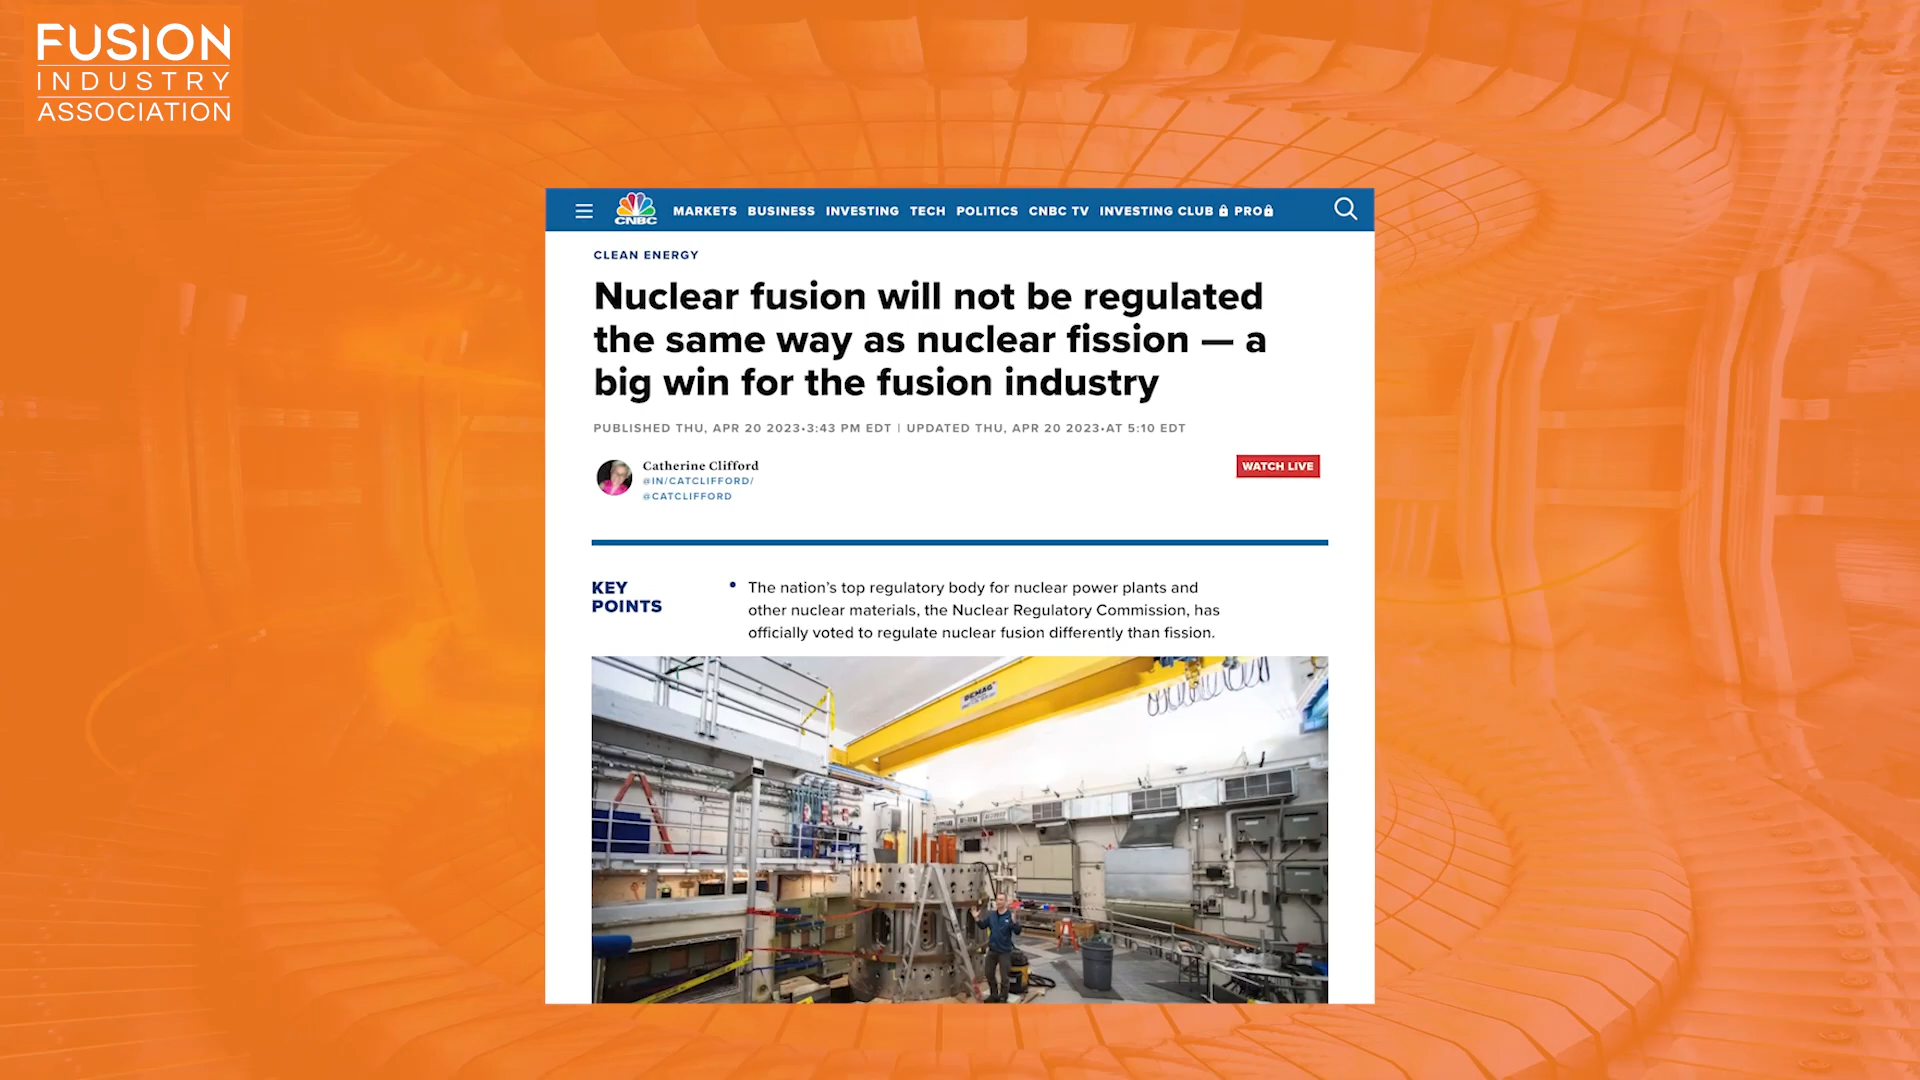 FUSION
INDUSTRY
ASSOCIATION
CNBC
MARKETS BUSINESS INVESTING TECH POLITICS CNBC TV INVESTING CLUB PRO
CLEAN ENERGY
Nuclear fusion will not be regulated
the same way as nuclear fission — a
big win for the fusion industry
PUBLISHED THU, APR 20 2023•3:43 PM EDT | UPDATED THU, APR 20 2023•AT 5:10 EDT
Catherine Clifford
@IN/CATCLIFFORD/
@CATCLIFFORD
WATCH LIVE
KEY
POINTS
• The nation's top regulatory body for nuclear power plants and
other nuclear materials, the Nuclear Regulatory Commission, has
officially voted to regulate nuclear fusion differently than fission.
DEMAG